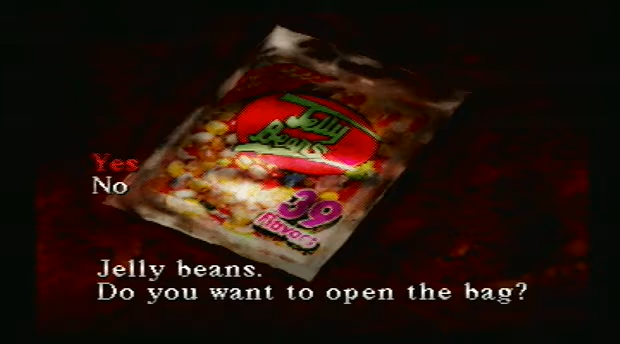 Jelly
Beans
39
Flavors
Yes
No
Jelly beans.
Do you want to open the bag?